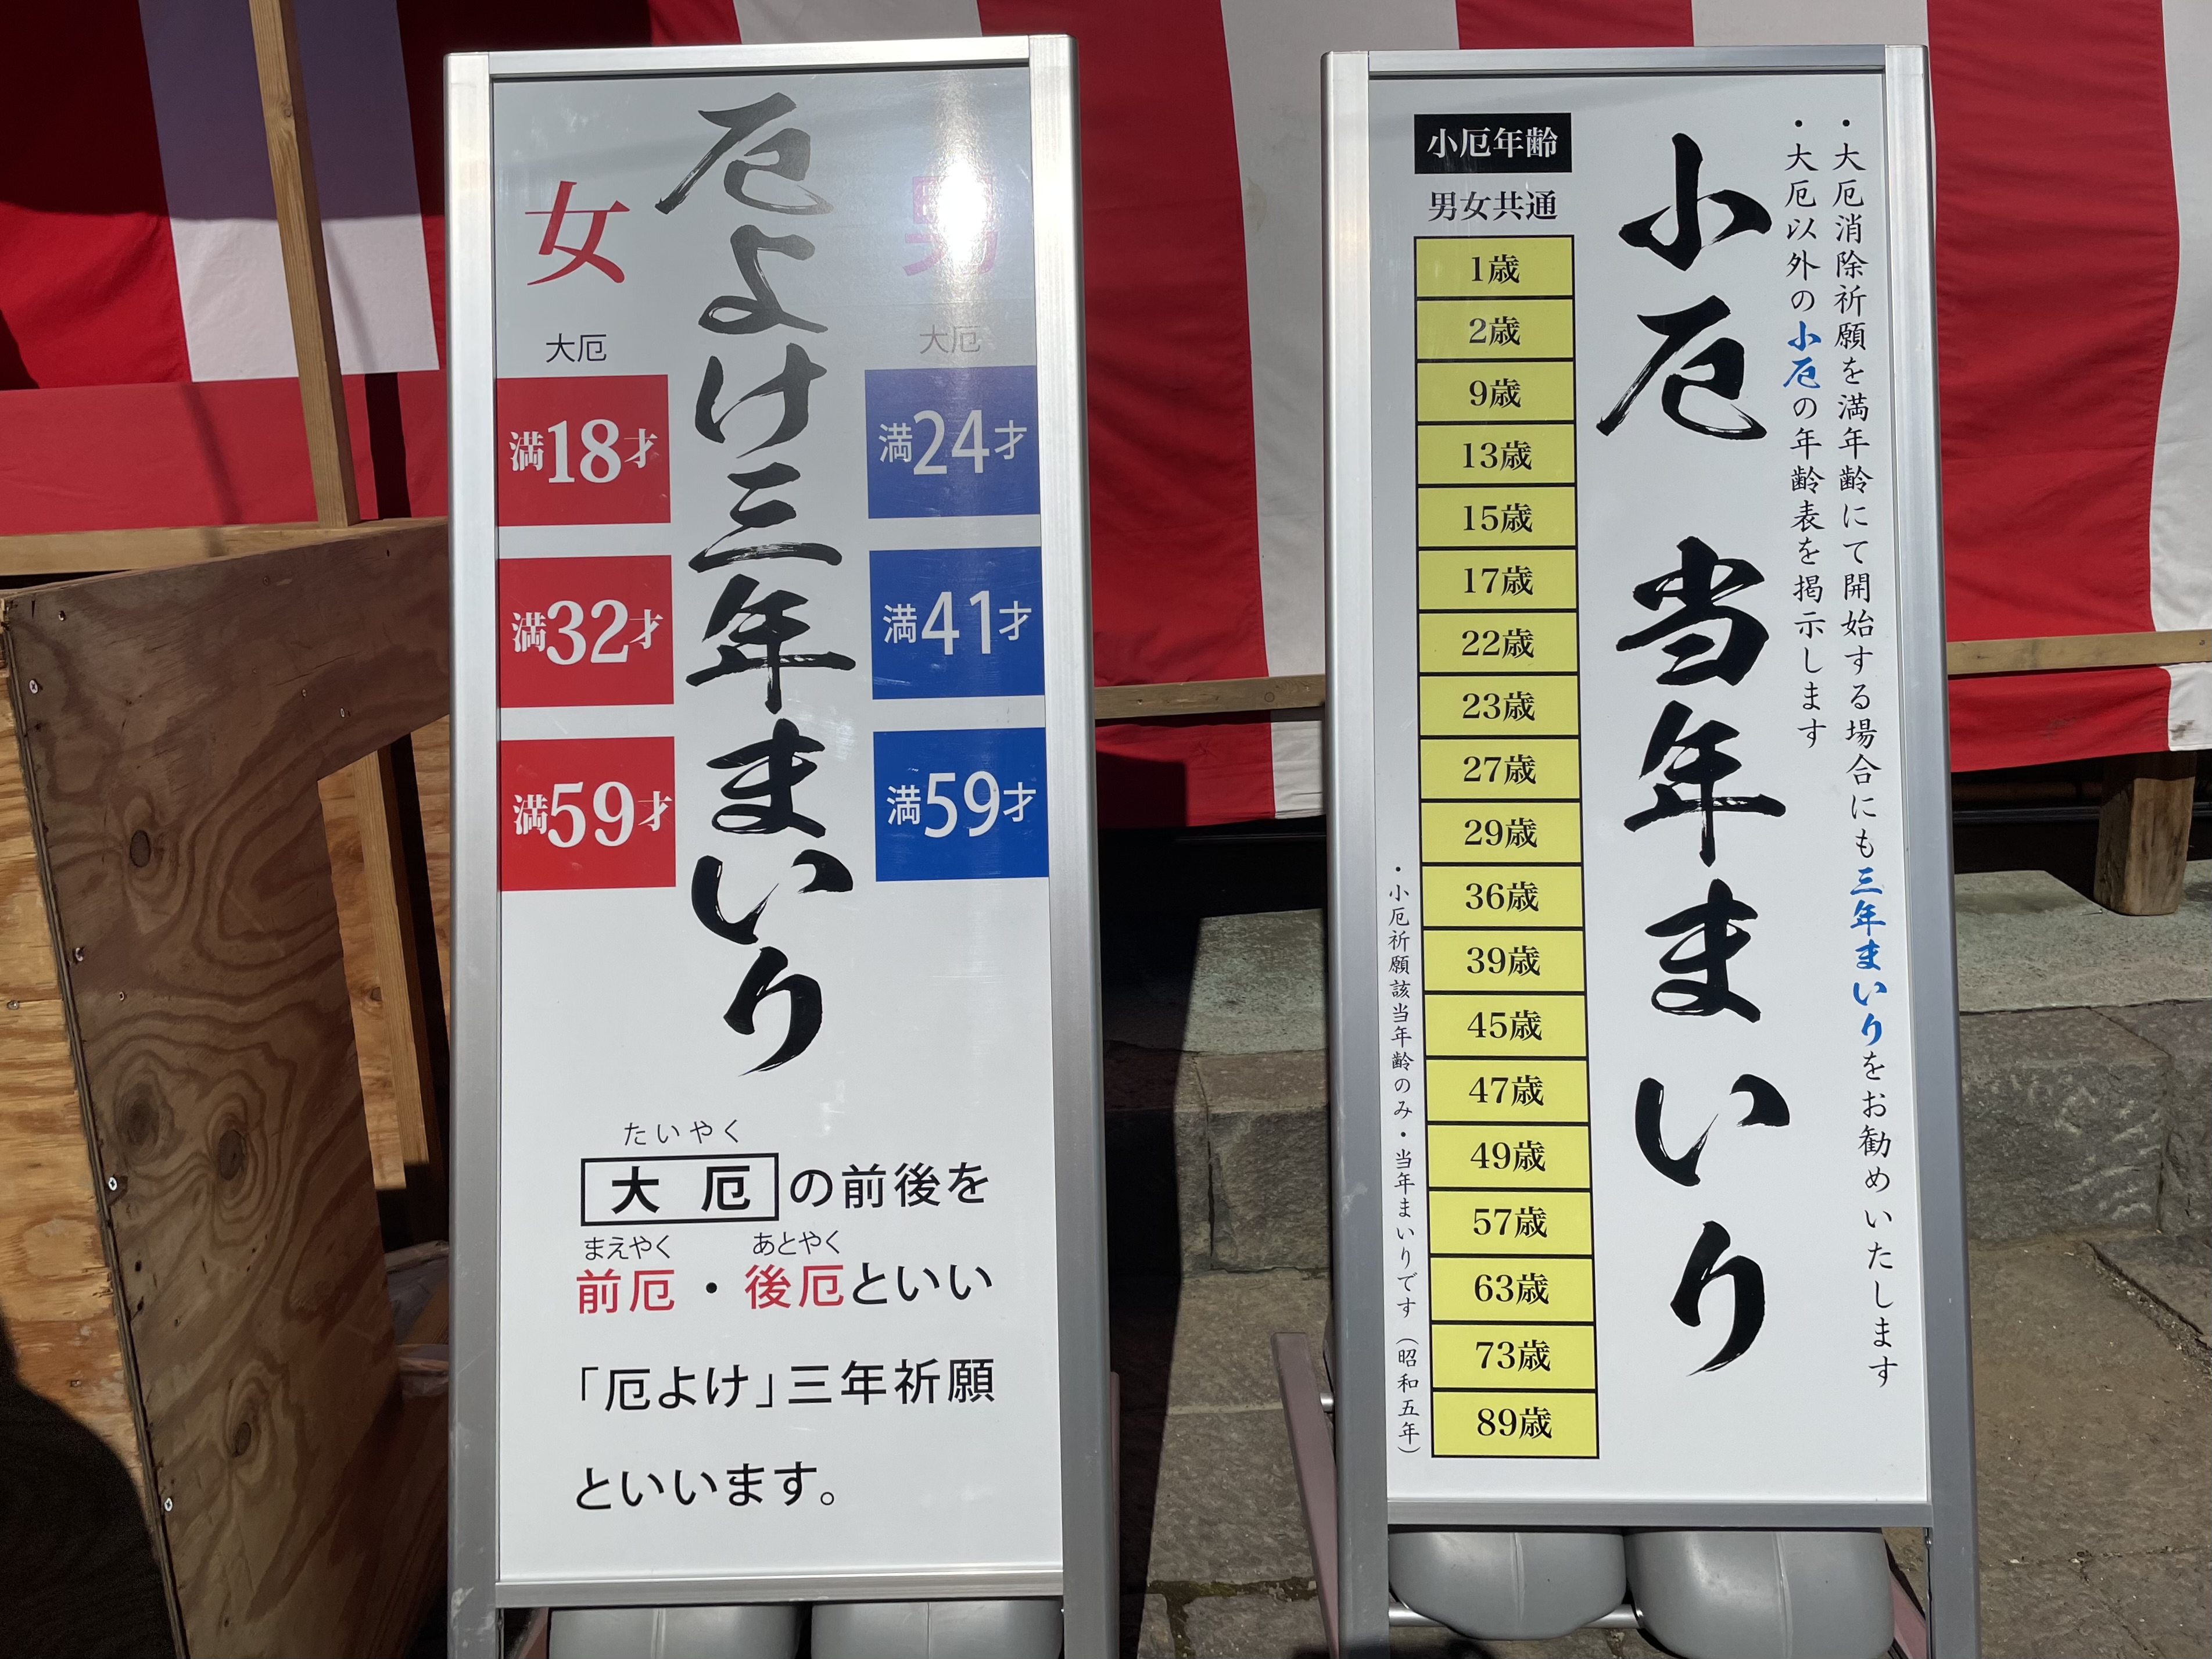 厄よけ三年まいり
男
大厄
満24才
満41才
満59才
女
大厄
満18才
満32才
満59才
たいやく
大厄の前後を
まえやく あとやく
前厄・後厄といい
「厄よけ」三年祈願
といいます。
・大厄消除祈願を満年齢にて開始する場合にも三年まいりをお勧めいたします
・大厄以外の小厄の年齢表を掲示します
小厄 当年まいり
小厄年齢
男女共通
1歳
2歳
9歳
13歳
15歳
17歳
22歳
23歳
27歳
29歳
36歳
39歳
45歳
47歳
49歳
57歳
63歳
73歳
89歳
・小厄祈願該当年齢のみ・当年まいりです（昭和五年）